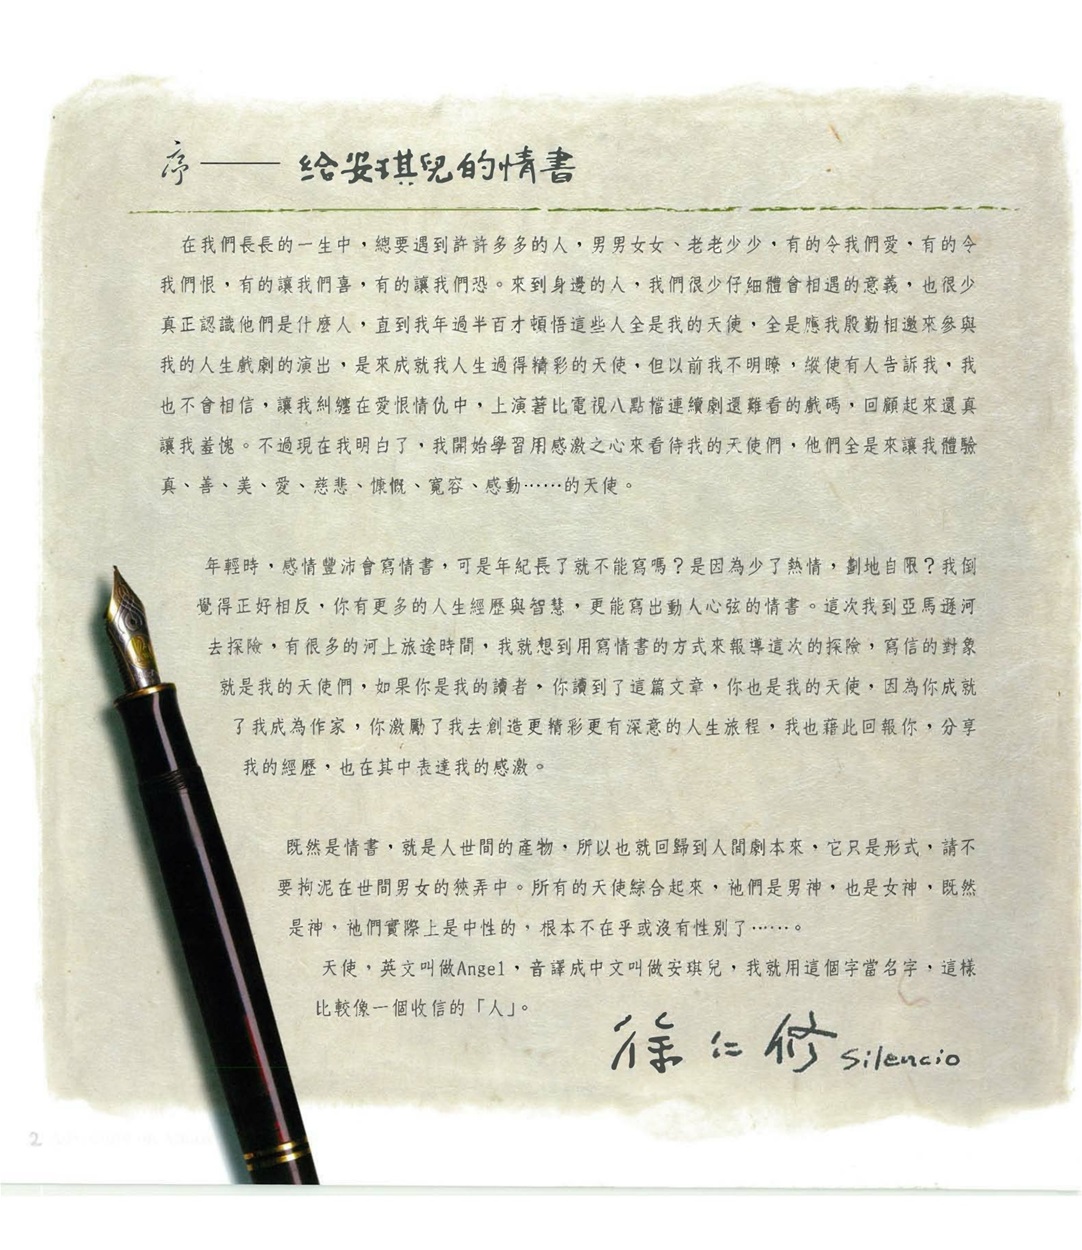 序——給安琪兒的情書
在我們長長的一生中，總要遇到許許多多的人，男男女女、老老少少，有的令我們愛，有的令
我們恨，有的讓我們喜，有的讓我們恐。來到身邊的人，我們很少仔細體會相遇的意義，也很少
真正認識他們是什麼人，直到我年過半百才頓悟這些人全是我的天使，全是應我殷勤相邀來參與
我的人生戲劇的演出，是來成就我人生過得精彩的天使，但以前我不明瞭，縱使有人告訴我，我
也不會相信，讓我糾纏在愛恨情仇中，上演著比電視八點檔連續劇還難看的戲碼，回顧起來還真
讓我羞愧。不過現在我明白了，我開始學習用感激之心來看待我的天使們，他們全是來讓我體驗
真、善、美、愛、慈悲、慷慨、寬容、感動……的天使。
年輕時，感情豐沛會寫情書，可是年紀長了就不能寫嗎？是因為少了熱情，劃地自限？我倒
覺得正好相反，你有更多的人生經歷與智慧，更能寫出動人心弦的情書。這次我到亞馬遜河
去探險，有很多的河上旅途時間，我就想到用寫情書的方式來報導這次的探險，寫信的對象
就是我的天使們，如果你是我的讀者，你讀到了這篇文章，你也是我的天使，因為你成就
了我成為作家，你激勵了我去創造更精彩更有深意的人生旅程，我也藉此回報你，分享
我的經歷，也在其中表達我的感激。
既然是情書，就是人世間的產物，所以也就回歸到人間劇本來，它只是形式，請不
要拘泥在世間男女的狹弄中。所有的天使綜合起來，祂們是男神，也是女神，既然
是神，祂們實際上是中性的，根本不在乎或沒有性別了……。
天使，英文叫做Angel，音譯成中文叫做安琪兒，我就用這個字當名字，這樣
比較像一個收信的「人」。
徐仁修 Silencio
2